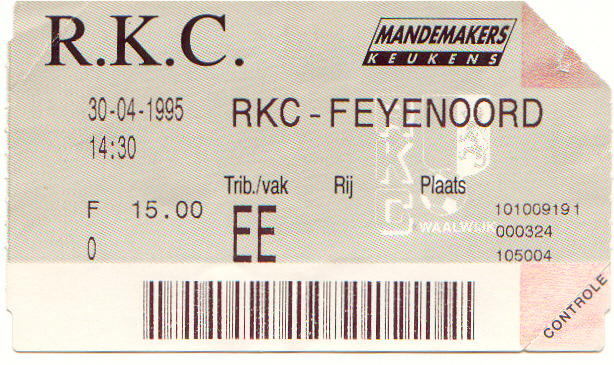 R.K.C.
MANDEMAKERS
KEUKENS
30-04-1995 RKC-FEYENOORD
14:30
Trib./vak Rij Plaats
F 15.00 EE 101009191
000324
0 105004
RKC
WAALWIJK
CONTROLE